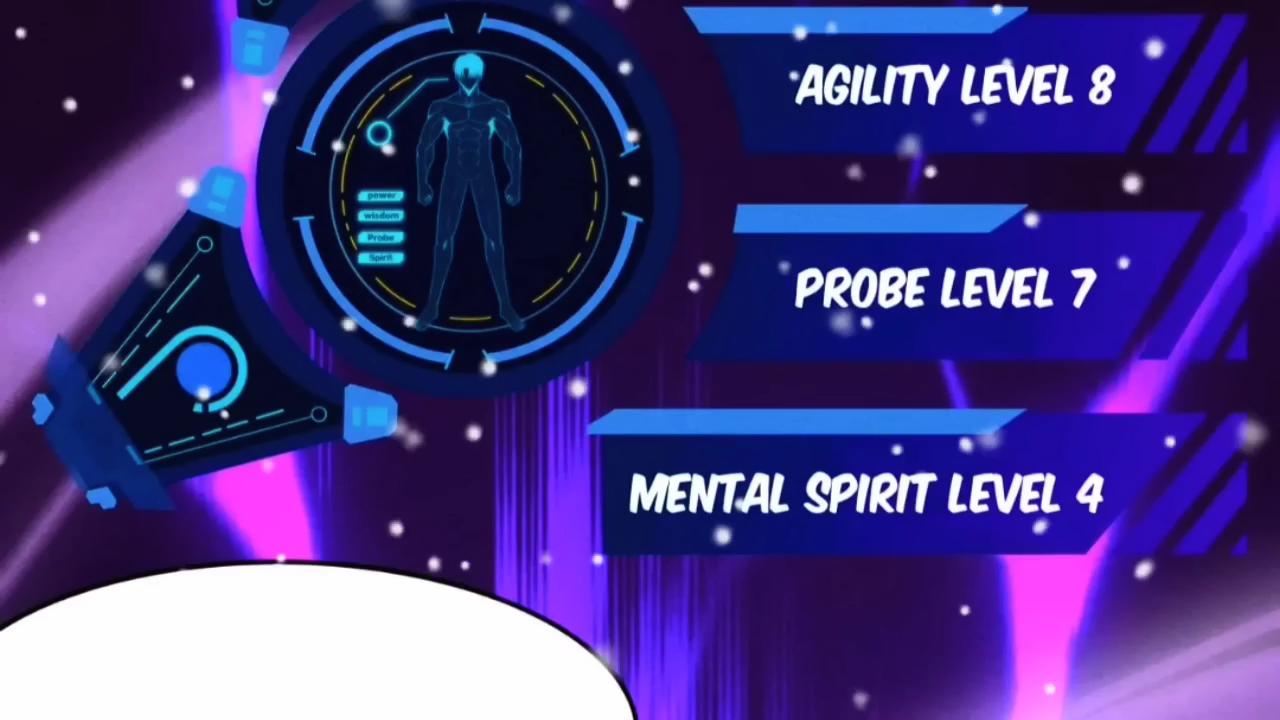 AGILITY LEVEL 8
power
wisdom
Probe
Spirit
PROBE LEVEL 7
MENTAL SPIRIT LEVEL 4